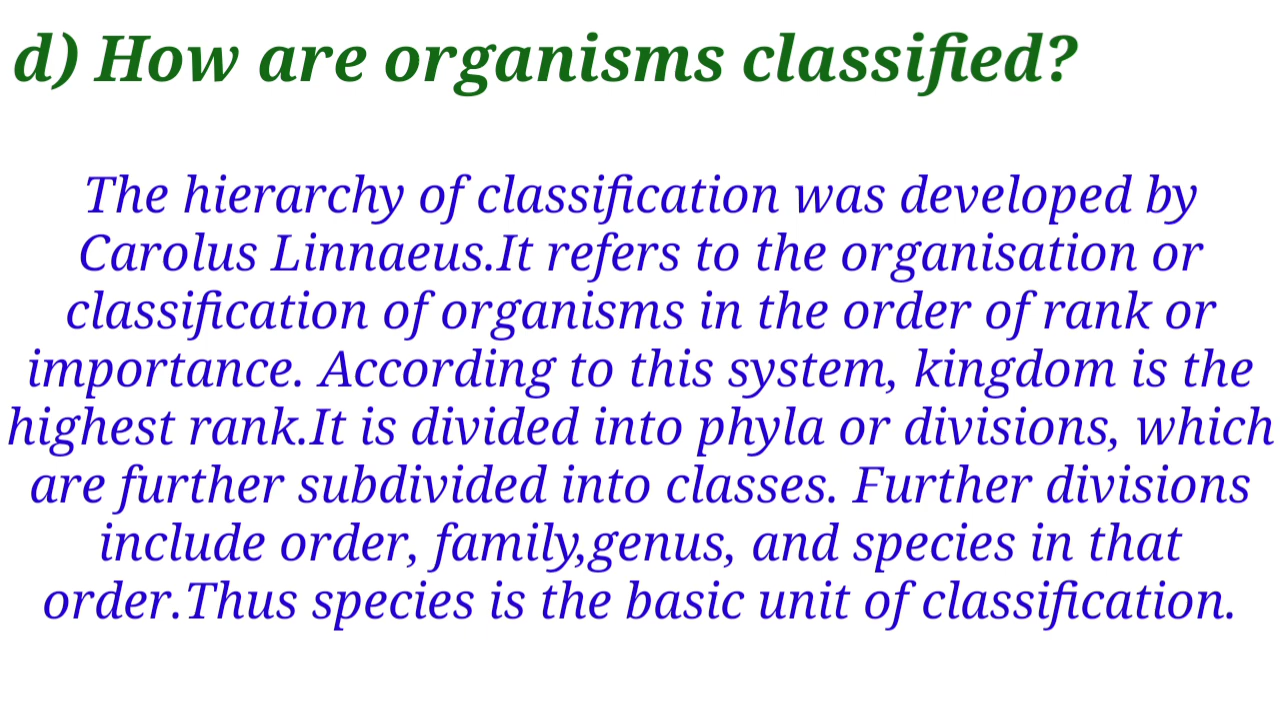 d) How are organisms classified?
The hierarchy of classification was developed by
Carolus Linnaeus.It refers to the organisation or
classification of organisms in the order of rank or
importance. According to this system, kingdom is the
highest rank.It is divided into phyla or divisions, which
are further subdivided into classes. Further divisions
include order, family,genus, and species in that
order.Thus species is the basic unit of classification.